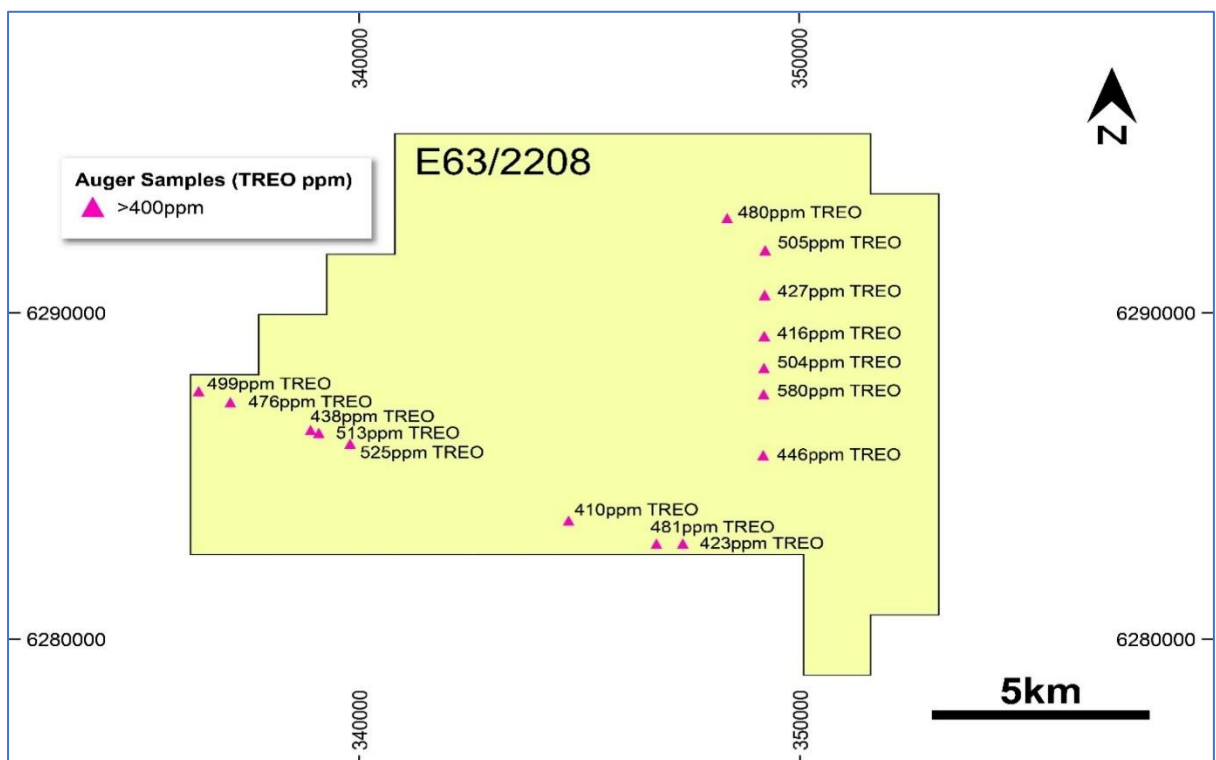 340000
350000
E63/2208
N
Auger Samples (TREO ppm)
>400ppm
480ppm TREO
505ppm TREO
427ppm TREO
6290000
6290000
416ppm TREO
504ppm TREO
499ppm TREO
580ppm TREO
476ppm TREO
438ppm TREO
513ppm TREO
525ppm TREO
446ppm TREO
410ppm TREO
481ppm TREO
423ppm TREO
6280000
6280000
5km
340000
350000